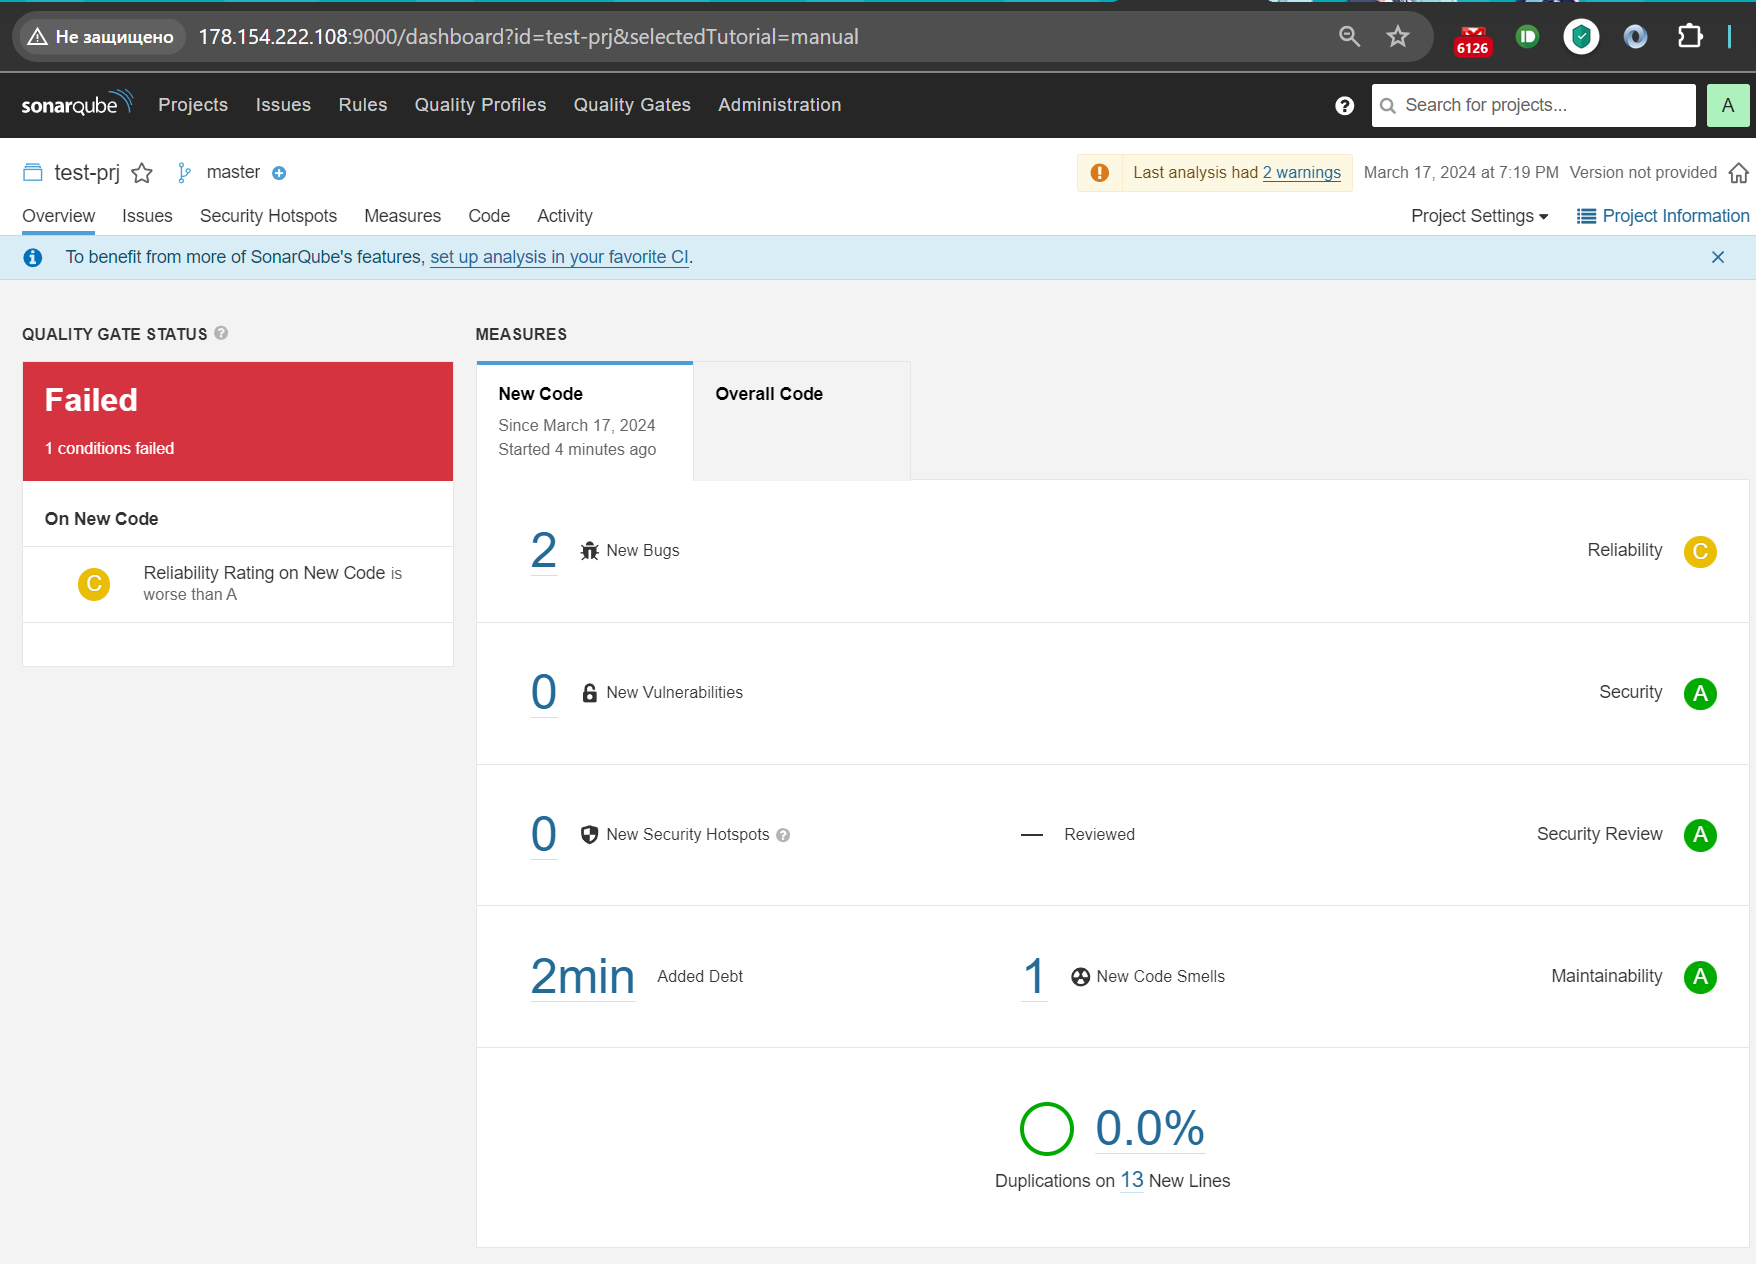 Не защищено 178.154.222.108:9000/dashboard?id=test-prj&selectedTutorial=manual
6126
sonarqube Projects Issues Rules Quality Profiles Quality Gates Administration
Search for projects...
A
test-prj master
Last analysis had 2 warnings March 17, 2024 at 7:19 PM Version not provided
Overview Issues Security Hotspots Measures Code Activity
Project Settings Project Information
To benefit from more of SonarQube's features, set up analysis in your favorite CI.
QUALITY GATE STATUS
Failed
1 conditions failed
On New Code
C Reliability Rating on New Code is
worse than A
MEASURES
New Code
Since March 17, 2024
Started 4 minutes ago
Overall Code
2 New Bugs Reliability C
0 New Vulnerabilities Security A
0 New Security Hotspots — Reviewed Security Review A
2min Added Debt 1 New Code Smells Maintainability A
0.0%
Duplications on 13 New Lines